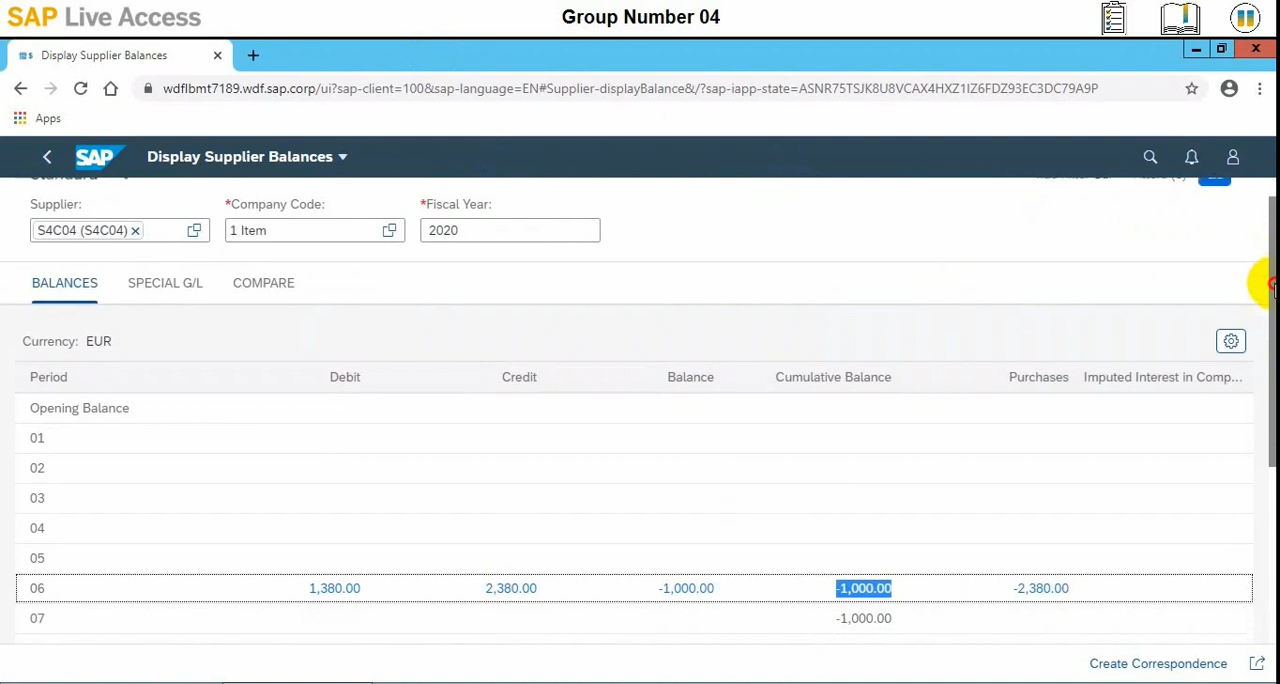 SAP Live Access
Group Number 04
Display Supplier Balances
wdflbmt7189.wdf.sap.corp/ui?sap-client=100&sap-language=EN#Supplier-displayBalance&/?sap-iapp-state=ASNR75TSJK8U8VCAX4HXZ1IZ6FDZ93EC3DC79A9P
Apps
SAP Display Supplier Balances
Standard
Supplier: *Company Code: *Fiscal Year:
S4C04 (S4C04) 1 Item 2020
BALANCES SPECIAL G/L COMPARE
Currency: EUR
Period Debit Credit Balance Cumulative Balance Purchases Imputed Interest in Comp...
Opening Balance
01
02
03
04
05
06 1,380.00 2,380.00 -1,000.00 -1,000.00 -2,380.00
07 -1,000.00
Create Correspondence